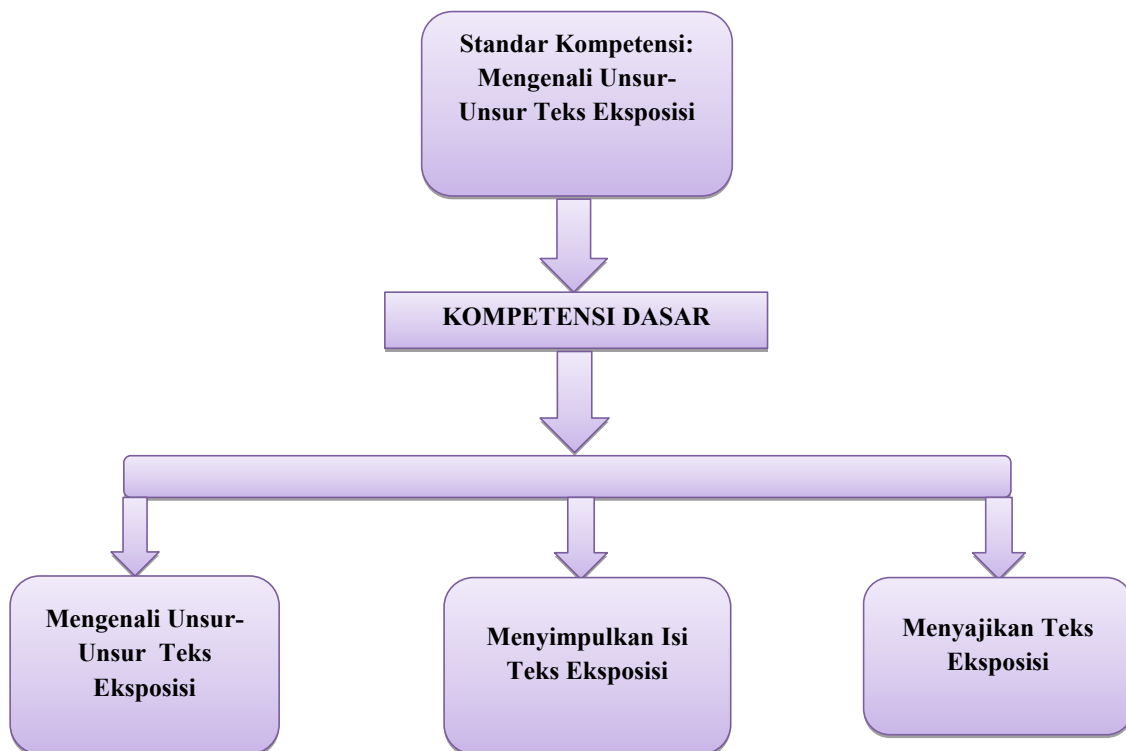 Standar Kompetensi:
Mengenali Unsur-
Unsur Teks Eksposisi
KOMPETENSI DASAR
Mengenali Unsur-
Unsur Teks
Eksposisi
Menyimpulkan Isi
Teks Eksposisi
Menyajikan Teks
Eksposisi